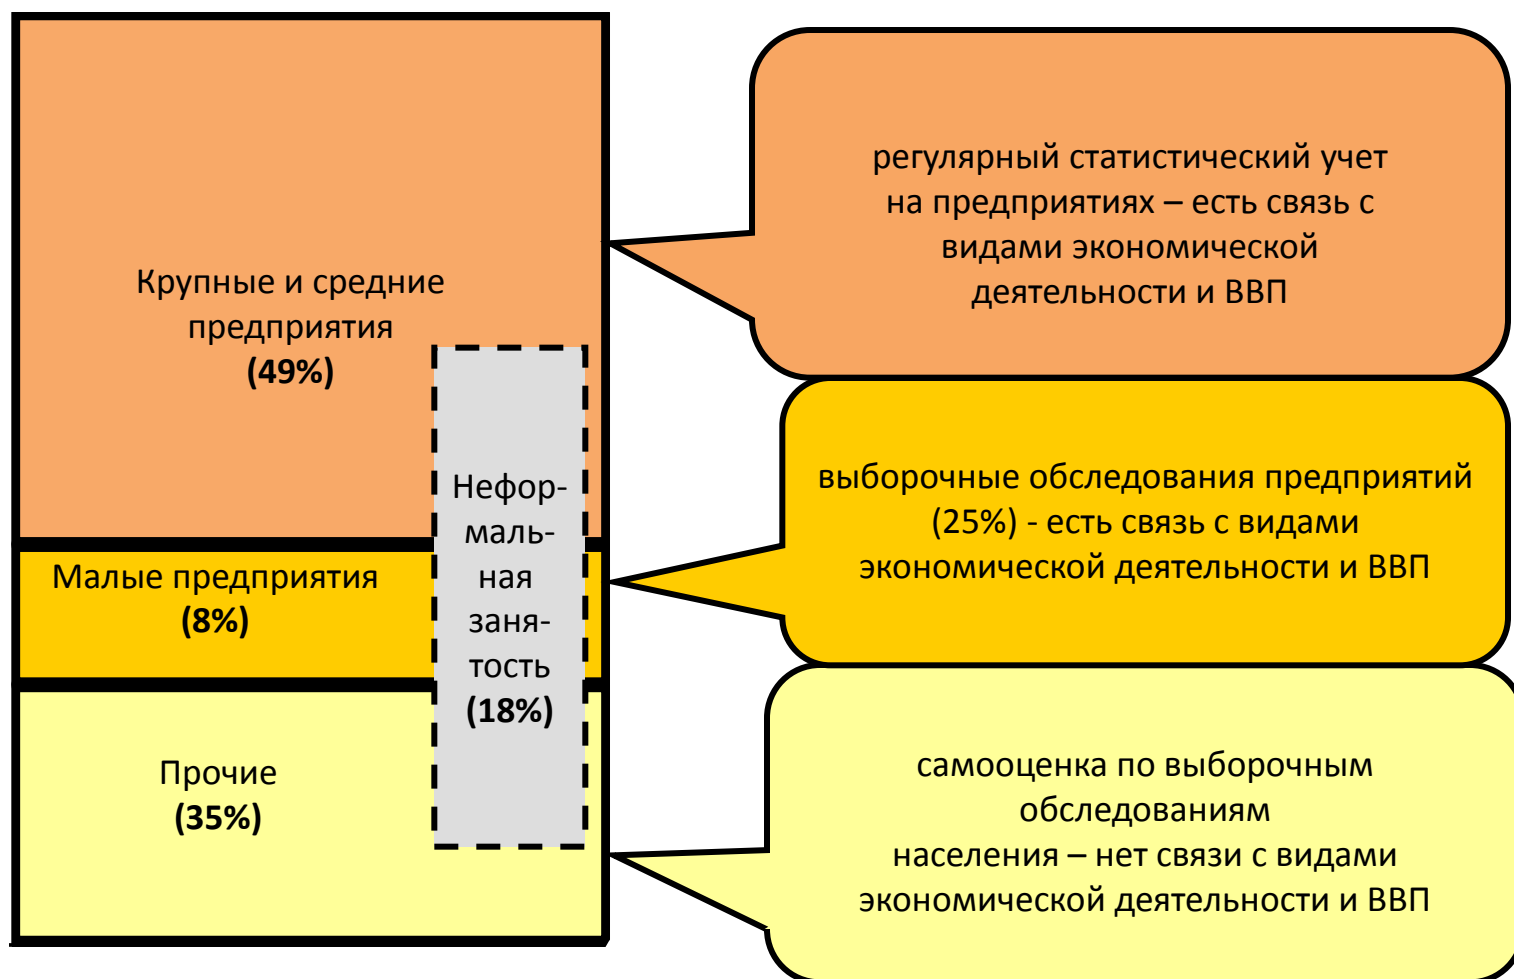 Крупные и средние
предприятия
(49%)
Малые предприятия
(8%)
Прочие
(35%)
Нефор-
маль-
ная
заня-
тость
(18%)
регулярный статистический учет
на предприятиях – есть связь с
видами экономической
деятельности и ВВП
выборочные обследования предприятий
(25%) - есть связь с видами
экономической деятельности и ВВП
самооценка по выборочным
обследованиям
населения – нет связи с видами
экономической деятельности и ВВП